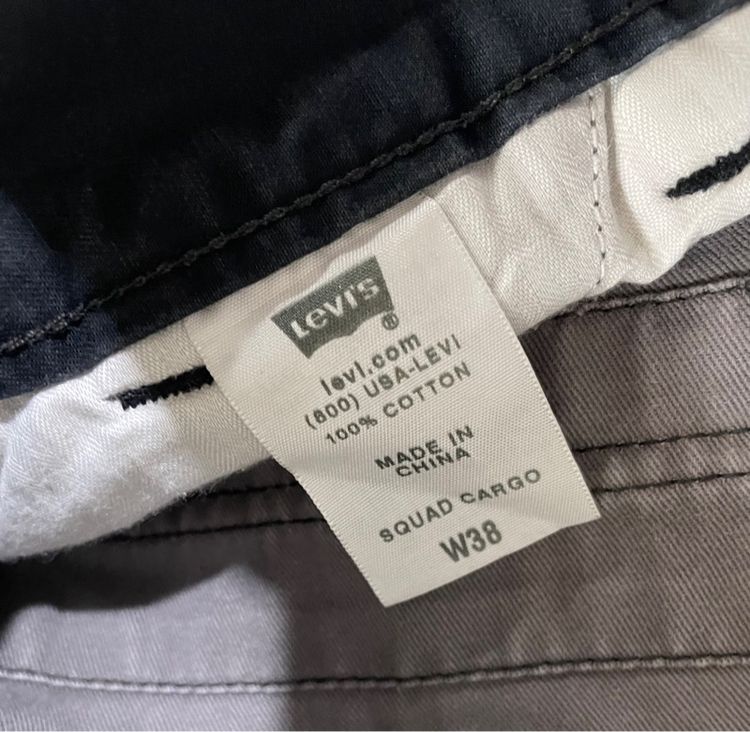 Levi's®
levi.com
(800) USA-LEVI
100% COTTON
MADE IN
CHINA
SQUAD CARGO
W38